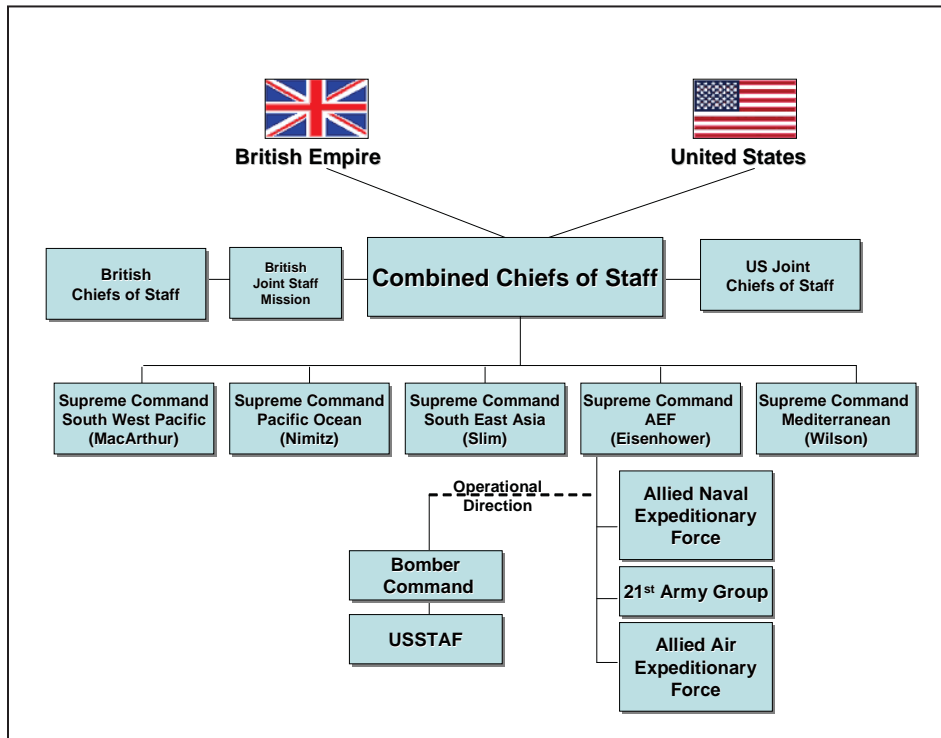 British Empire
United States
British
Chiefs of Staff
British
Joint Staff
Mission
Combined Chiefs of Staff
US Joint
Chiefs of Staff
Supreme Command
South West Pacific
(MacArthur)
Supreme Command
Pacific Ocean
(Nimitz)
Supreme Command
South East Asia
(Slim)
Supreme Command
AEF
(Eisenhower)
Supreme Command
Mediterranean
(Wilson)
Operational
Direction
Bomber
Command
USSTAF
Allied Naval
Expeditionary
Force
21st Army Group
Allied Air
Expeditionary
Force